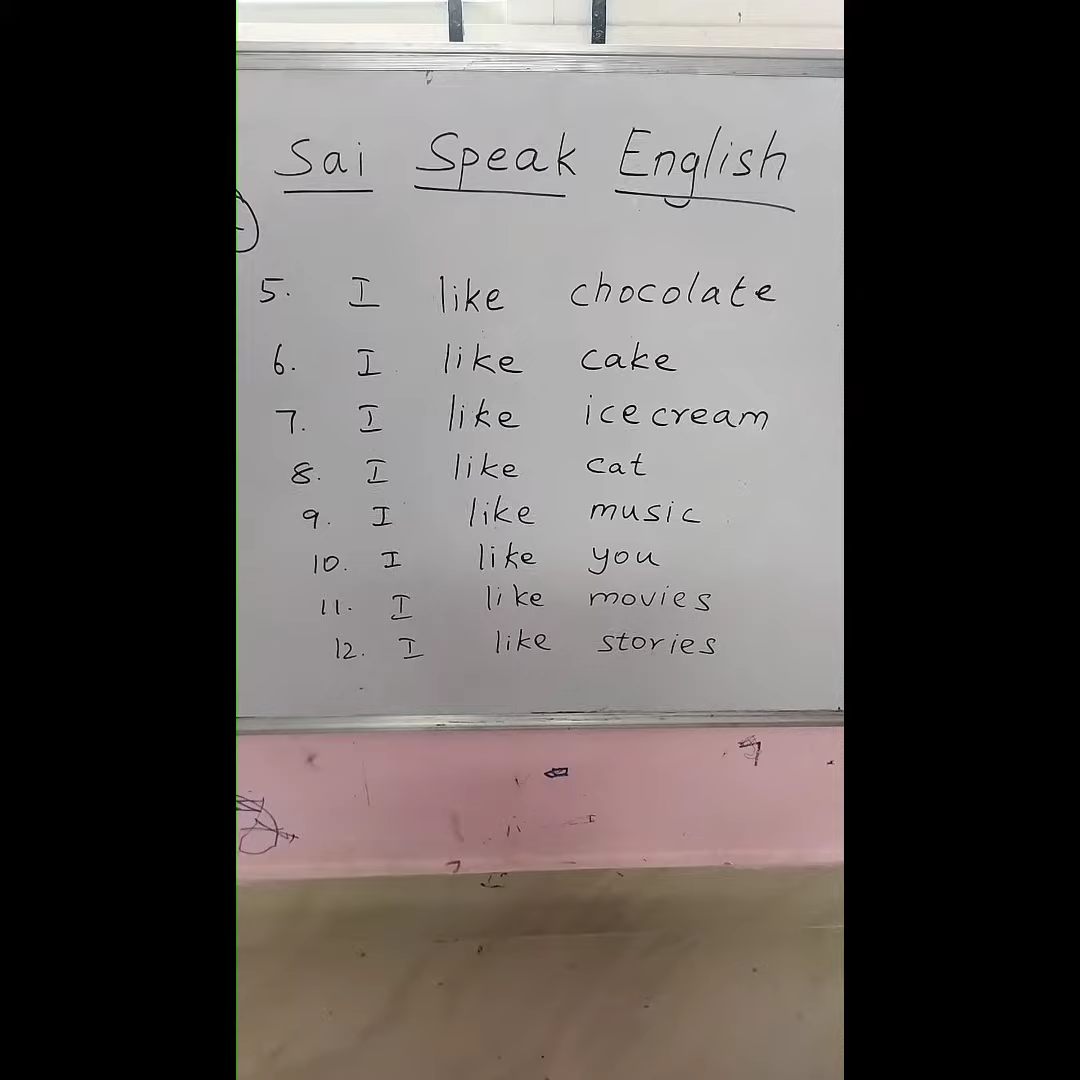 Sai Speak English
5. I like chocolate
6. I like cake
7. I like icecream
8. I like cat
9. I like music
10. I like you
11. I like movies
12. I like stories